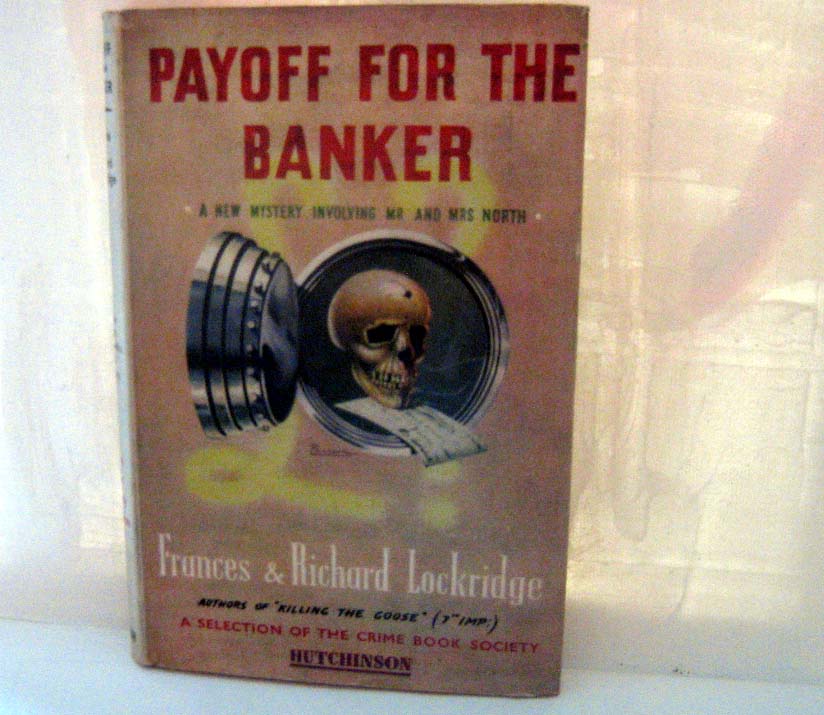 PAYOFF FOR THE
BANKER
A NEW MYSTERY INVOLVING MR AND MRS NORTH
Frances & Richard Lockridge
AUTHORS OF "KILLING THE GOOSE" (7TH IMP:)
A SELECTION OF THE CRIME BOOK SOCIETY
HUTCHINSON